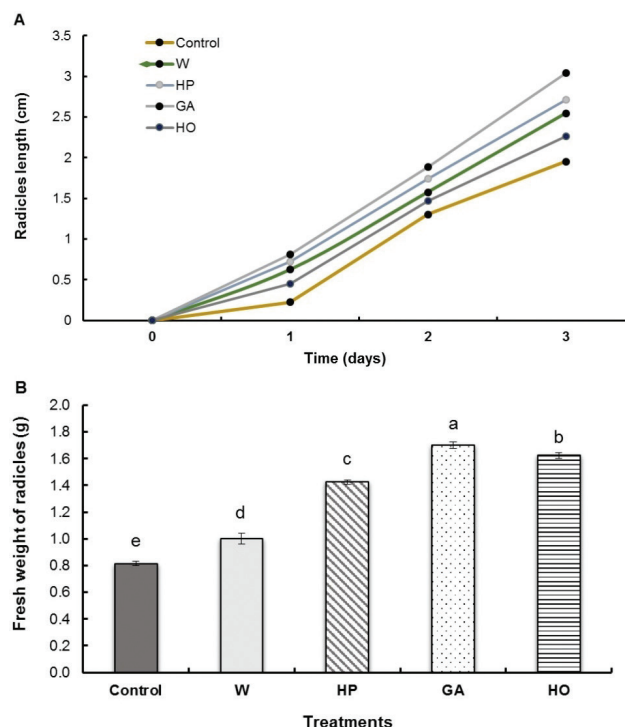 A
Control
W
HP
GA
HO
3.5
3
2.5
2
1.5
1
0.5
0
Radicles length (cm)
0 1 2 3
Time (days)
B
2.0
1.8
1.6
1.4
1.2
1.0
0.8
0.6
0.4
0.2
0.0
Fresh weight of radicles (g)
e d c a b
Control W HP GA HO
Treatments